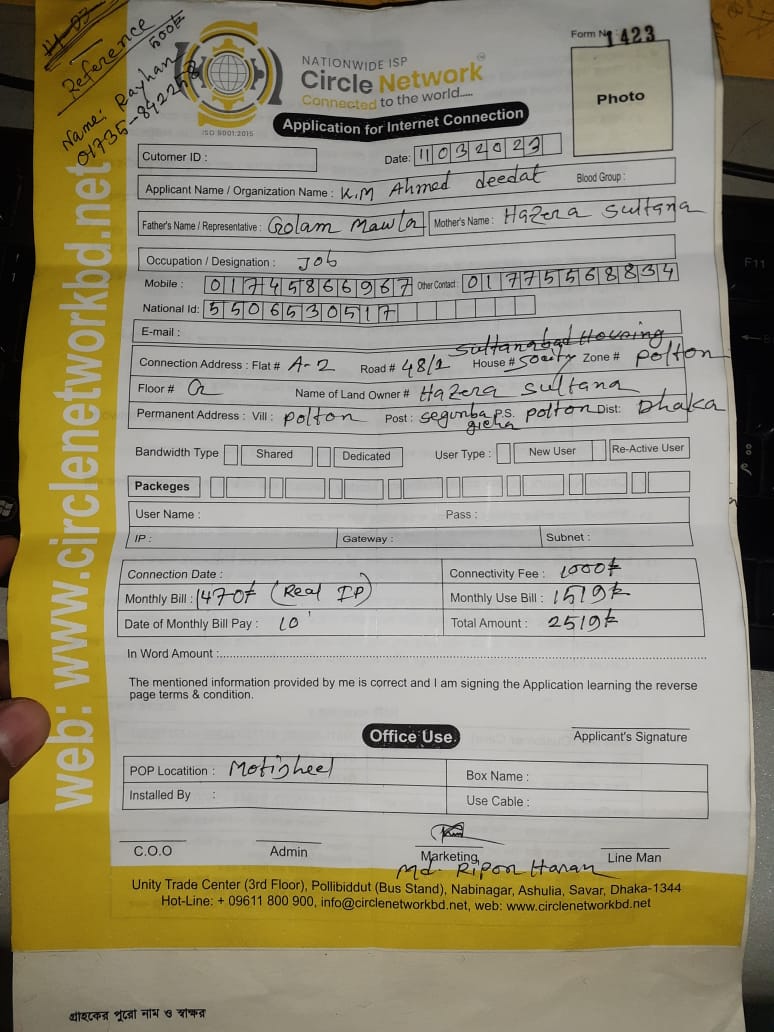 Reference
500৳
Name: Rayhan
01735-842258
NATIONWIDE ISP
Circle Network
Connected to the world.....
ISO 9001:2015
Form No 1423
Photo
Application for Internet Connection
Cutomer ID :
Date: 11032023
Applicant Name / Organization Name : K.M Ahmed deedat Blood Group :
Father's Name / Representative : Golam Mawla Mother's Name : Hazera Sultana
Occupation / Designation : Job
Mobile : 01745866967 Other Contact : 01775568834
National Id: 5506530517
E-mail :
Sultanabad Housing
Connection Address : Flat # A-2 Road # 48/1 House # Socity Zone # polton
Floor # Name of Land Owner # Hazera Sultana
Permanent Address : Vill : polton Post : segunba gicha P.S. polton Dist: Dhaka
Bandwidth Type Shared Dedicated User Type : New User Re-Active User
Packeges
User Name : Pass :
IP : Gateway : Subnet :
Connection Date : Connectivity Fee : 1000৳
Monthly Bill : 1470৳ (Real IP) Monthly Use Bill : 1519৳
Date of Monthly Bill Pay : 10 Total Amount : 2519৳
In Word Amount :
The mentioned information provided by me is correct and I am signing the Application learning the reverse
page terms & condition.
Office Use.
Applicant's Signature
POP Locatition : Motijheel Box Name :
Installed By : Use Cable :
C.O.O Admin Marketing Line Man
Md. Ripon Hasan
Unity Trade Center (3rd Floor), Pollibiddut (Bus Stand), Nabinagar, Ashulia, Savar, Dhaka-1344
Hot-Line: + 09611 800 900, info@circlenetworkbd.net, web: www.circlenetworkbd.net
web: www.circlenetworkbd.net
গ্রাহকের পুরো নাম ও স্বাক্ষর
F11